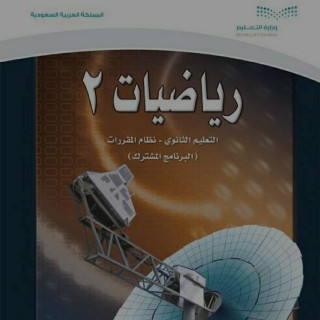 المملكة العربية السعودية
وزارة التعليم
رياضيات ٢
التعليم الثانوي - نظام المقررات
(البرنامج المشترك)